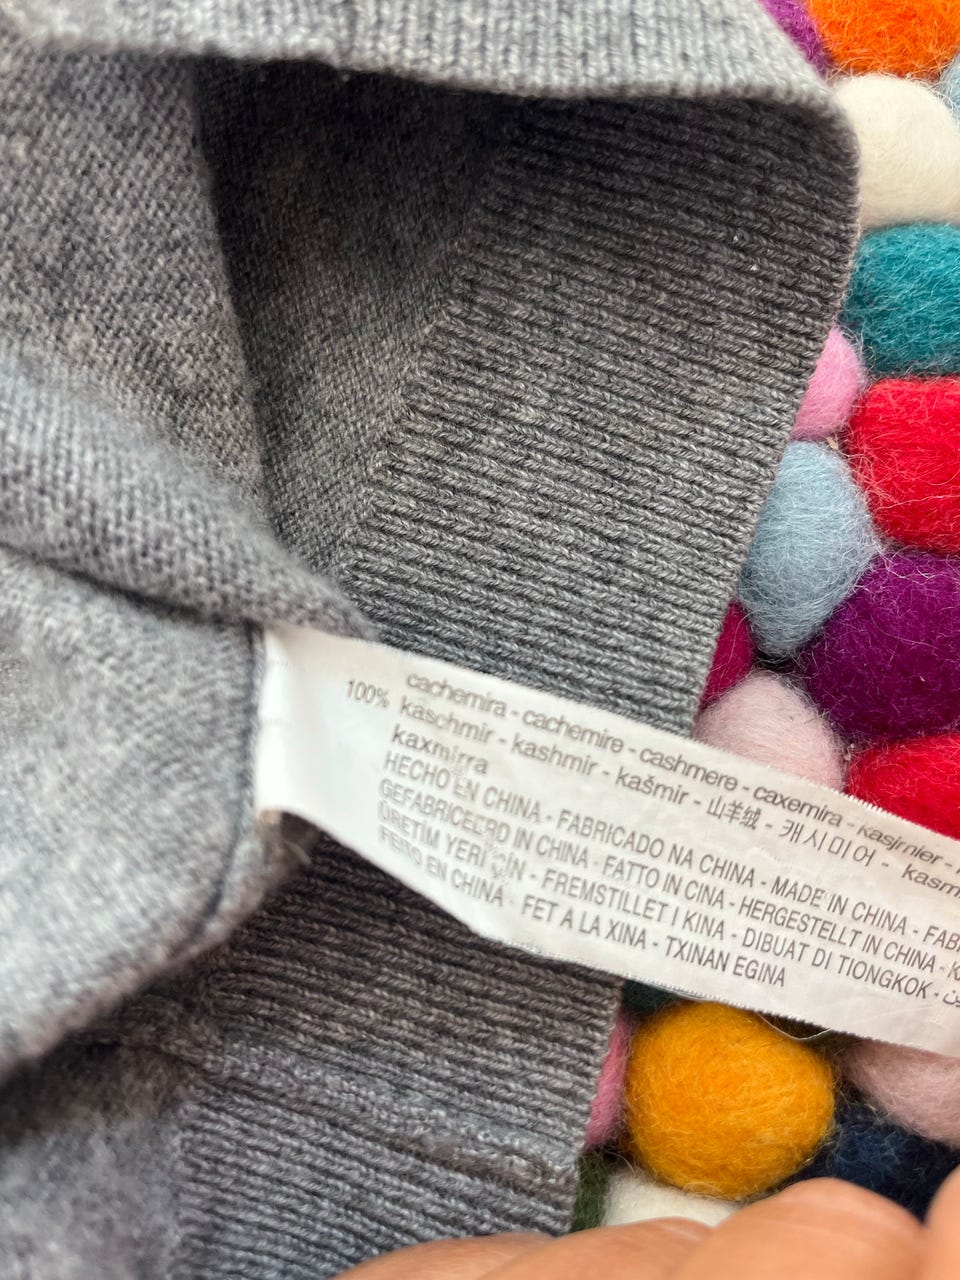 cachemira - cachemire - cashmere - caxemira - kasjmier -
100% kaschmir - kashmir - kašmir - 山羊绒 - 캐시미어 - kasm
kaxmirra
HECHO EN CHINA - FABRICADO NA CHINA - MADE IN CHINA - FAB
GEFABRICEERD IN CHINA - FATTO IN CINA - HERGESTELLT IN CHINA - K
ÜRETİM YERİ ÇİN - FREMSTILLET I KINA - DIBUAT DI TIONGKOK -
FEITO EN CHINA - FET A LA XINA - TXINAN EGINA